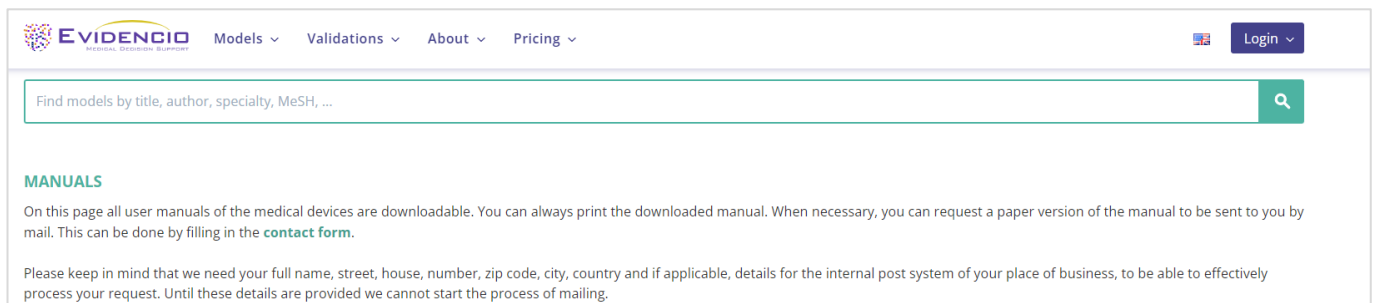 EVIDENCIO
MEDICAL DECISION SUPPORT
Models
Validations
About
Pricing
Login
Find models by title, author, specialty, MeSH, ...
MANUALS
On this page all user manuals of the medical devices are downloadable. You can always print the downloaded manual. When necessary, you can request a paper version of the manual to be sent to you by
mail. This can be done by filling in the contact form.
Please keep in mind that we need your full name, street, house, number, zip code, city, country and if applicable, details for the internal post system of your place of business, to be able to effectively
process your request. Until these details are provided we cannot start the process of mailing.